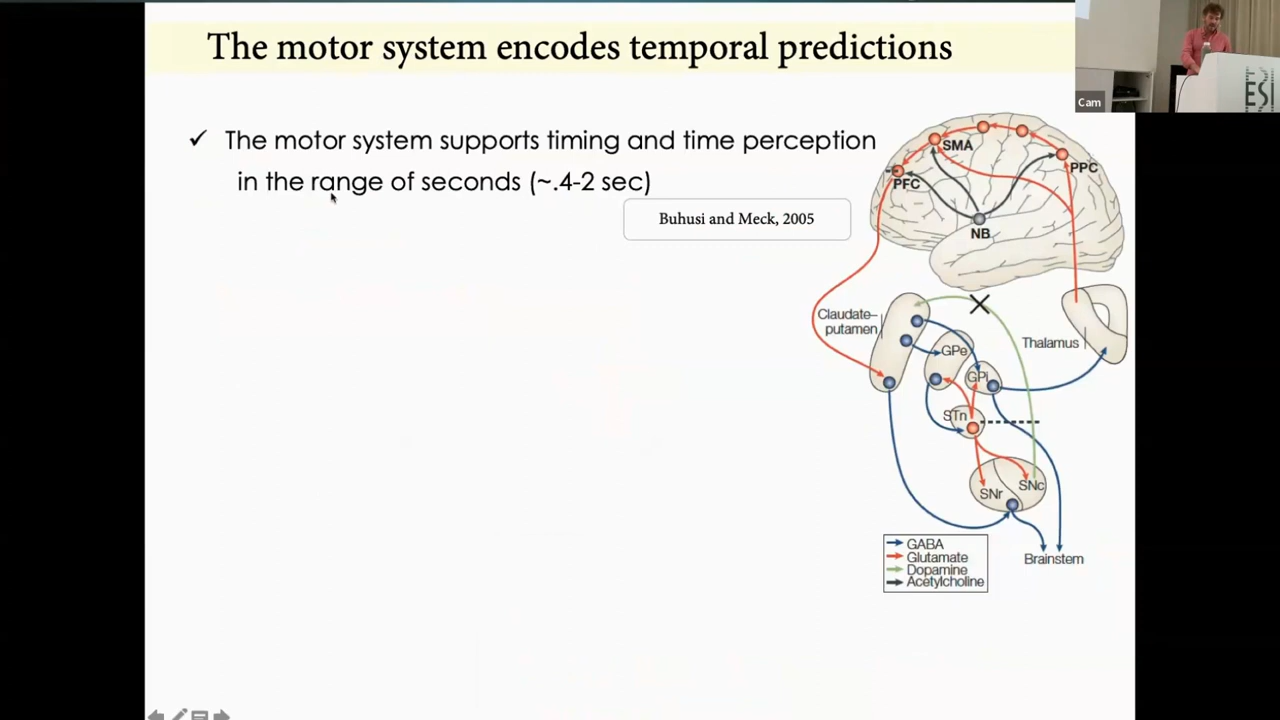 The motor system encodes temporal predictions
Cam
ESI
✓ The motor system supports timing and time perception
in the range of seconds (~.4-2 sec)
Buhusi and Meck, 2005
SMA
PPC
PFC
NB
Claudate–
putamen
Thalamus
GPe
GPi
STn
SNc
SNr
GABA
Glutamate
Dopamine
Acetylcholine
Brainstem